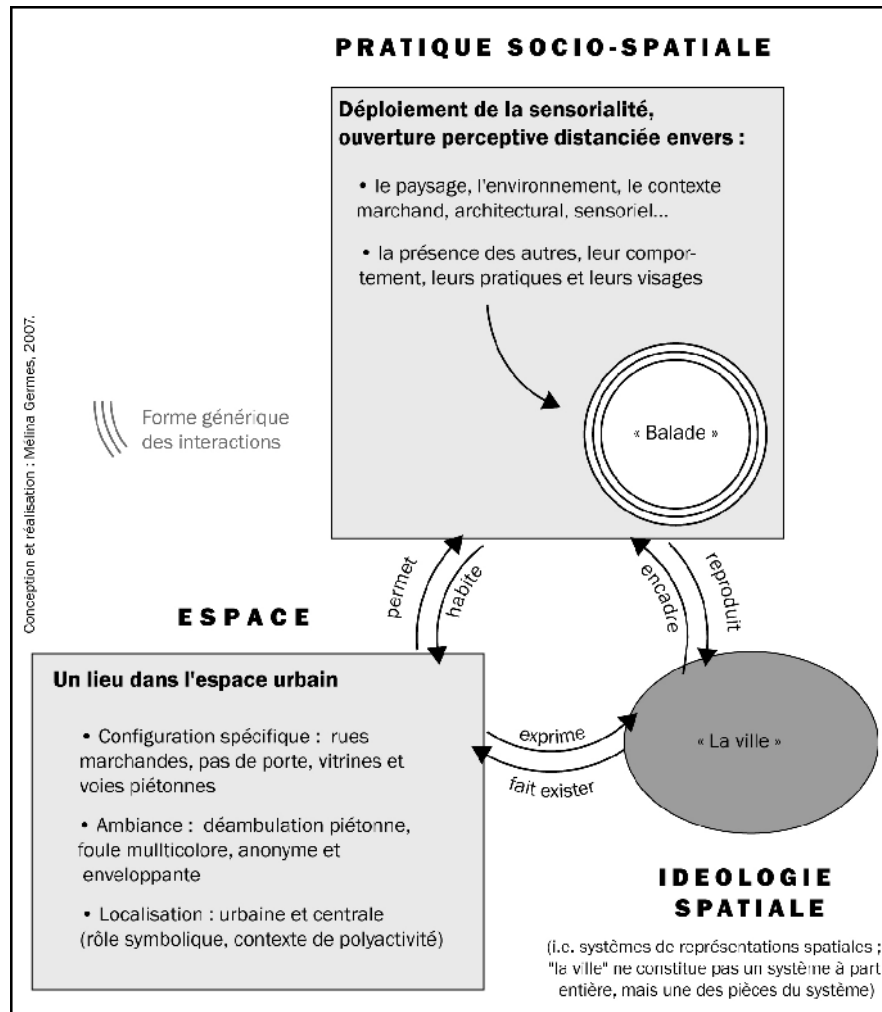 PRATIQUE SOCIO-SPATIALE
Déploiement de la sensorialité,
ouverture perceptive distanciée envers :
• le paysage, l'environnement, le contexte
marchand, architectural, sensoriel...
• la présence des autres, leur compor-
tement, leurs pratiques et leurs visages
« Balade »
Conception et réalisation : Mélina Germes, 2007.
Forme générique
des interactions
permet
habite
encadre
reproduit
ESPACE
Un lieu dans l'espace urbain
• Configuration spécifique : rues
marchandes, pas de porte, vitrines et
voies piétonnes
• Ambiance : déambulation piétonne,
foule mullticolore, anonyme et
enveloppante
• Localisation : urbaine et centrale
(rôle symbolique, contexte de polyactivité)
exprime
fait exister
« La ville »
IDEOLOGIE
SPATIALE
(i.e. systèmes de représentations spatiales ;
"la ville" ne constitue pas un système à part
entière, mais une des pièces du système)